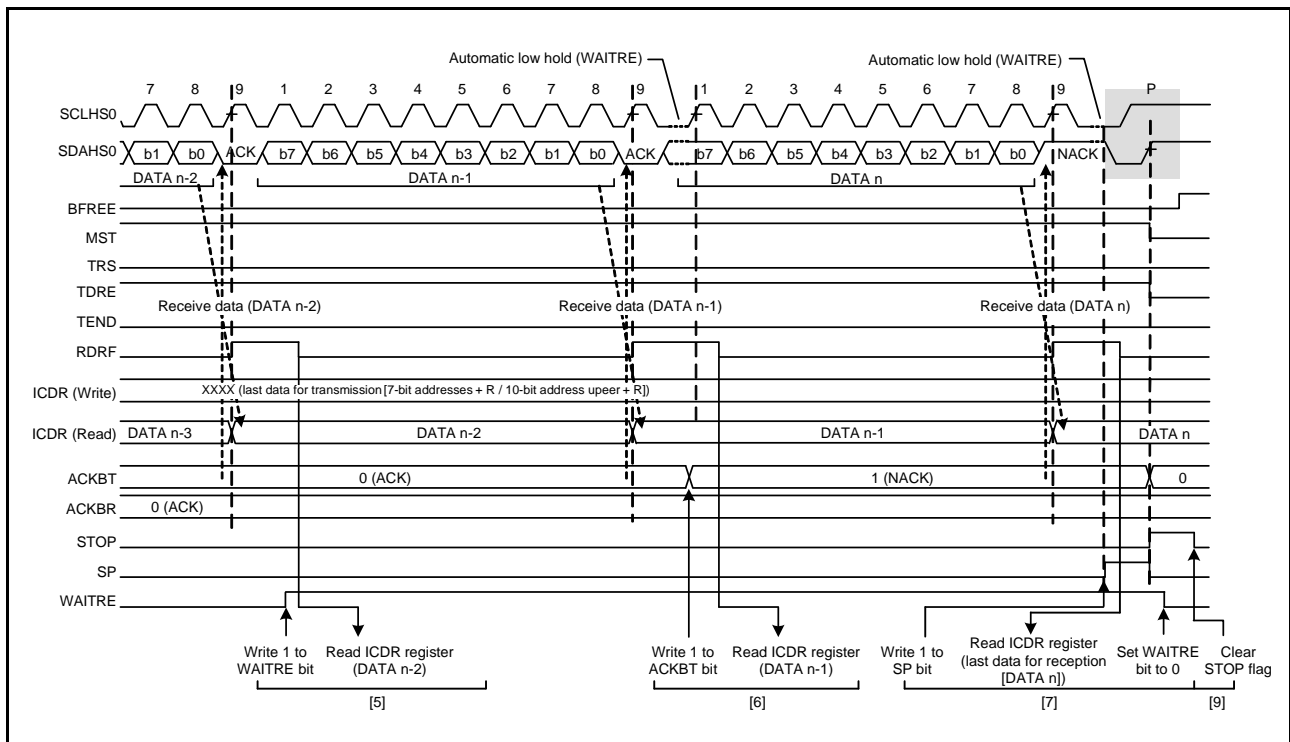 Automatic low hold (WAITRE)
Automatic low hold (WAITRE)
7 8 9 1 2 3 4 5 6 7 8 9 1 2 3 4 5 6 7 8 9 P
SCLHS0
SDAHS0 b1 b0 ACK b7 b6 b5 b4 b3 b2 b1 b0 ACK b7 b6 b5 b4 b3 b2 b1 b0 NACK
DATA n-2 DATA n-1 DATA n
BFREE
MST
TRS
TDRE
Receive data (DATA n-2) Receive data (DATA n-1) Receive data (DATA n)
TEND
RDRF
ICDR (Write) XXXX (last data for transmission [7-bit addresses + R / 10-bit address upeer + R])
ICDR (Read) DATA n-3 DATA n-2 DATA n-1 DATA n
ACKBT 0 (ACK) 1 (NACK) 0
ACKBR 0 (ACK)
STOP
SP
WAITRE
Write 1 to
WAITRE bit
Read ICDR register
(DATA n-2)
Write 1 to
ACKBT bit
Read ICDR register
(DATA n-1)
Write 1 to
SP bit
Read ICDR register
(last data for reception
[DATA n])
Set WAITRE
bit to 0
Clear
STOP flag
[5] [6] [7] [9]